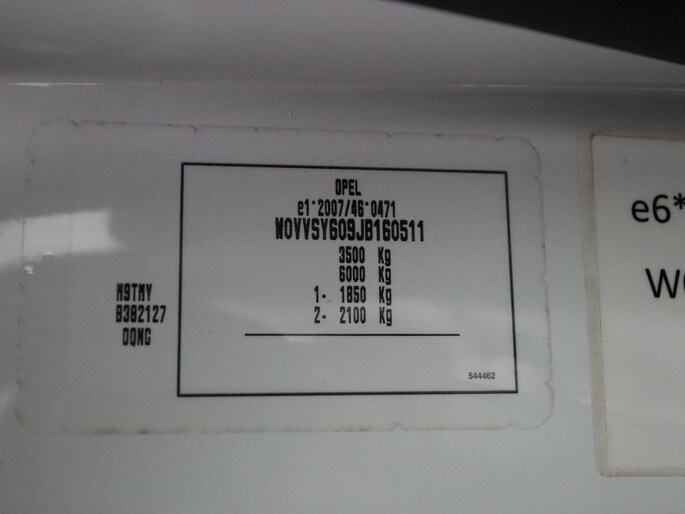 OPEL
e1*2007/46*0471
W0VVSY609JB160511
3500 Kg
6000 Kg
1- 1850 Kg
2- 2100 Kg
M9TMY
B382127
0QMG
544462
e6*
W